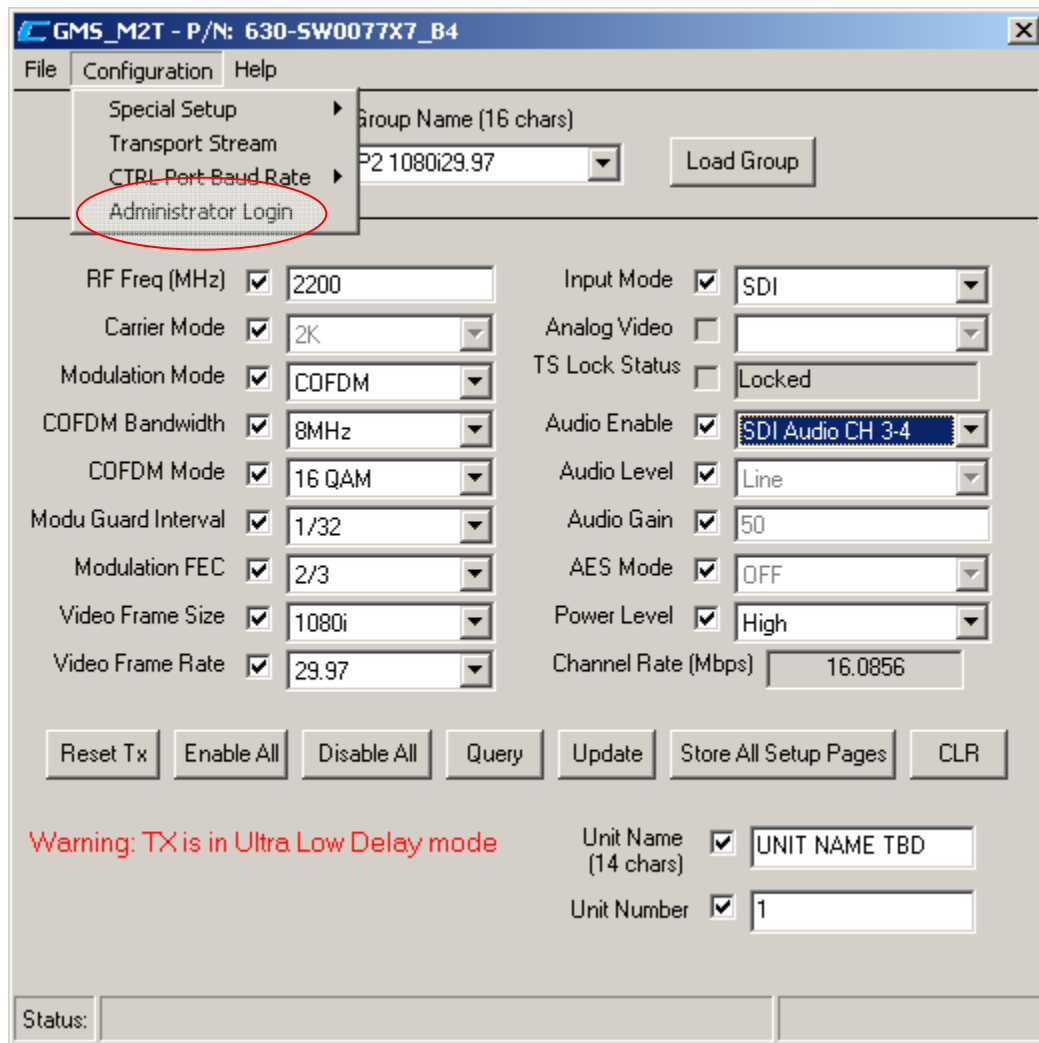 GMS_M2T - P/N: 630-SW0077X7_B4
File Configuration Help
Special Setup
Transport Stream
CTRL Port Baud Rate
Administrator Login
Group Name (16 chars)
P2 1080i29.97
Load Group
RF Freq (MHz) 2200
Carrier Mode 2K
Modulation Mode COFDM
COFDM Bandwidth 8MHz
COFDM Mode 16 QAM
Modu Guard Interval 1/32
Modulation FEC 2/3
Video Frame Size 1080i
Video Frame Rate 29.97
Input Mode SDI
Analog Video
TS Lock Status Locked
Audio Enable SDI Audio CH 3-4
Audio Level Line
Audio Gain 50
AES Mode OFF
Power Level High
Channel Rate (Mbps) 16.0856
Reset Tx Enable All Disable All Query Update Store All Setup Pages CLR
Warning: TX is in Ultra Low Delay mode
Unit Name
(14 chars)
UNIT NAME TBD
Unit Number 1
Status: